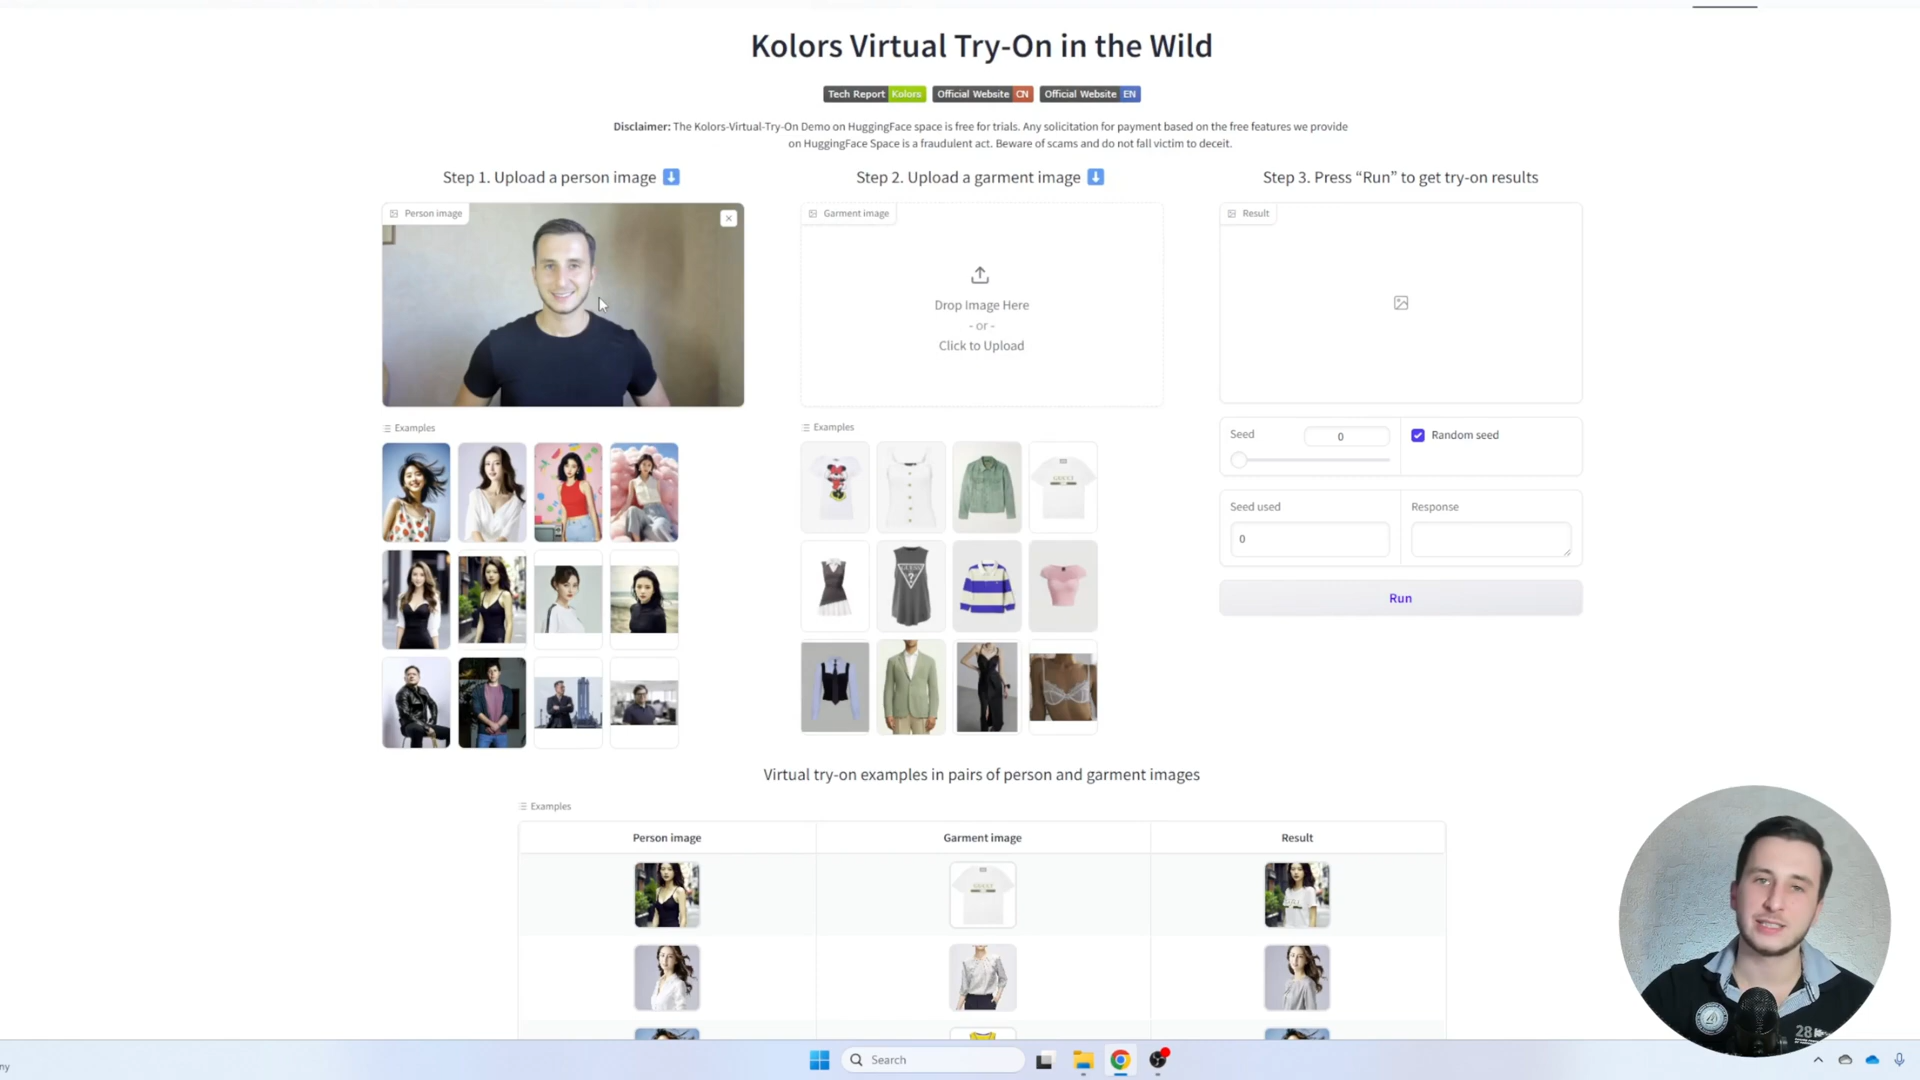 Kolors Virtual Try-On in the Wild
Tech Report Kolors Official Website CN Official Website EN
Disclaimer: The Kolors-Virtual-Try-On Demo on HuggingFace space is free for trials. Any solicitation for payment based on the free features we provide
on HuggingFace Space is a fraudulent act. Beware of scams and do not fall victim to deceit.
Step 1. Upload a person image
Step 2. Upload a garment image
Step 3. Press “Run” to get try-on results
Person image
Garment image
Result
Drop Image Here
- or -
Click to Upload
Examples
Examples
Seed
0
Random seed
Seed used
Response
0
Run
GUCCI
Virtual try-on examples in pairs of person and garment images
Examples
Person image
Garment image
Result
28
Search